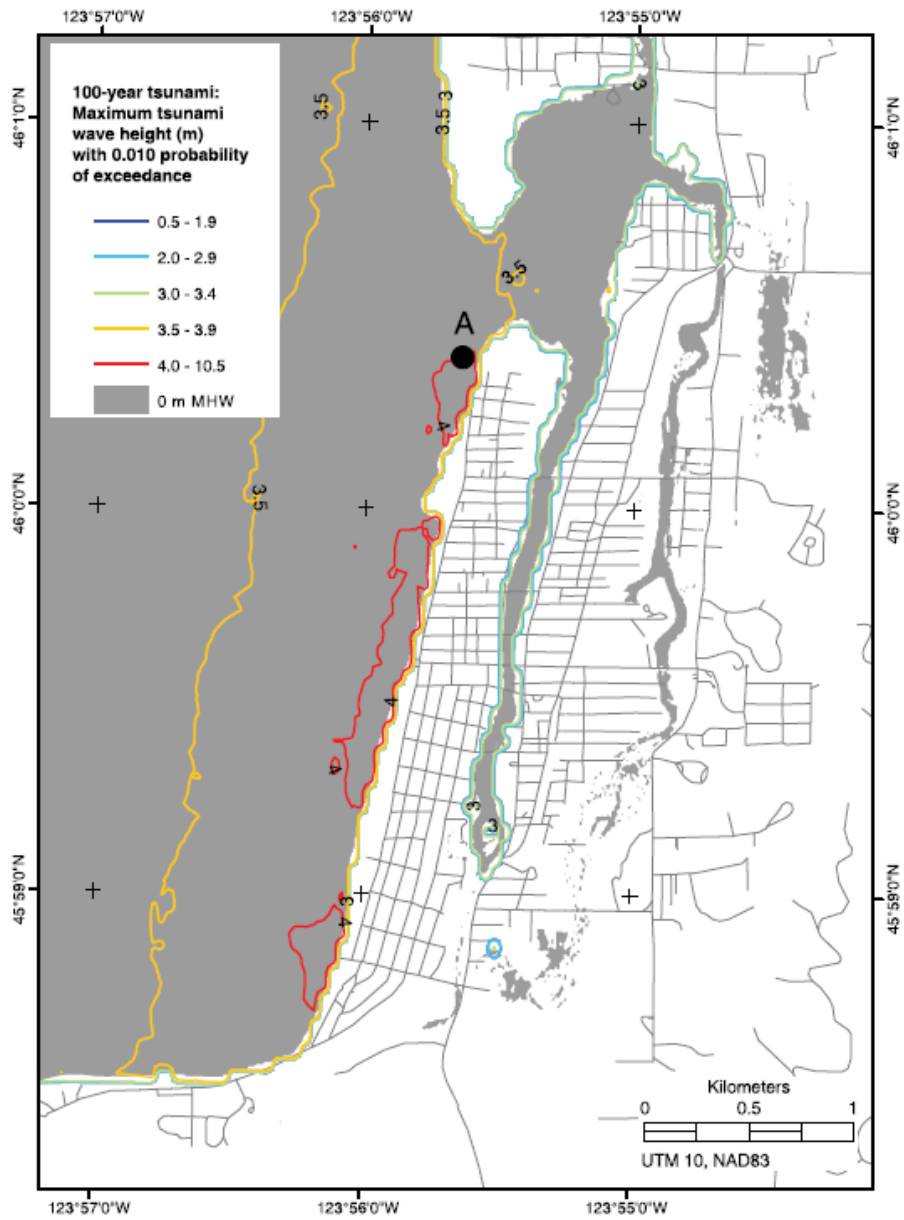 123°57'0"W
123°56'0"W
123°55'0"W
100-year tsunami:
Maximum tsunami
wave height (m)
with 0.010 probability
of exceedance
0.5 - 1.9
2.0 - 2.9
3.0 - 3.4
3.5 - 3.9
4.0 - 10.5
0 m MHW
46°1'0"N
46°1'0"N
3.5
3.5 3
3
3.5
A
4
46°0'0"N
46°0'0"N
3.5
4
4
3
3
45°59'0"N
45°59'0"N
3
4
Kilometers
0 0.5 1
UTM 10, NAD83
123°57'0"W
123°56'0"W
123°55'0"W